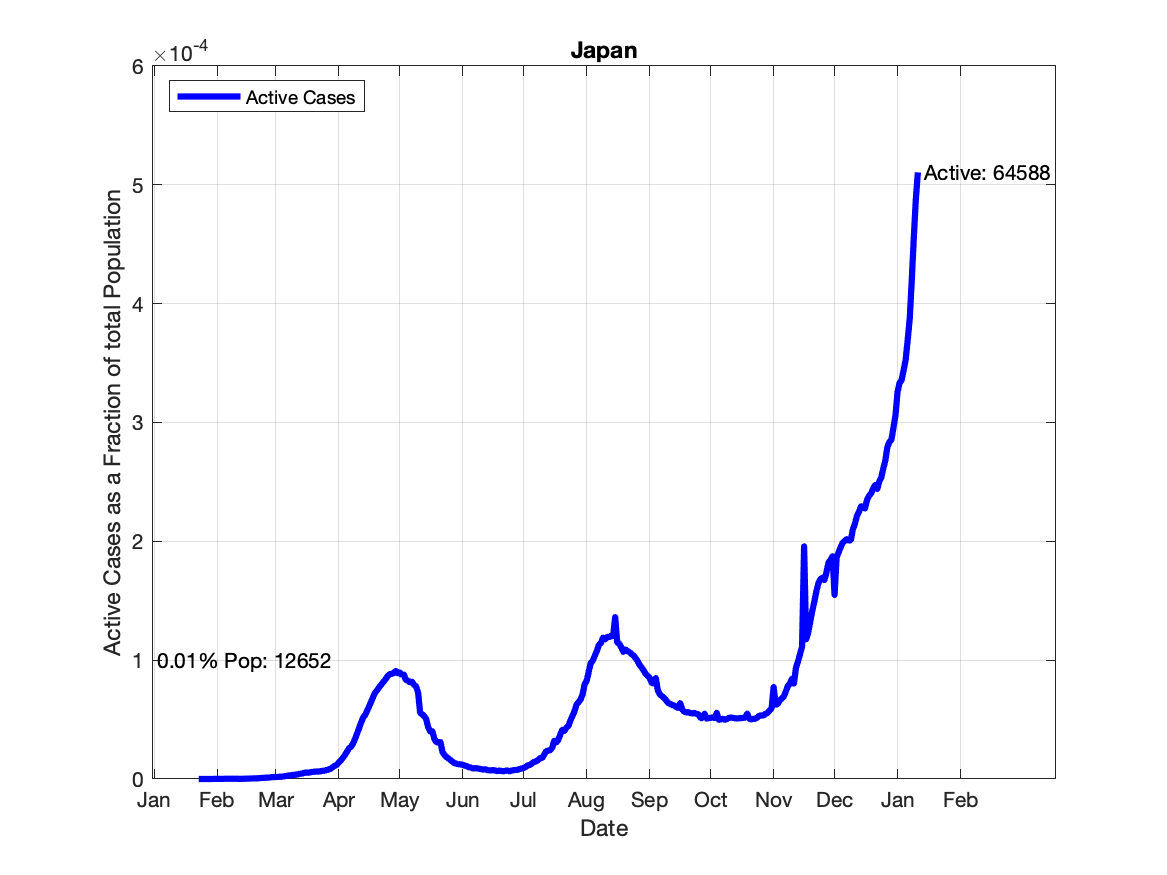 Japan
×10-4
Active Cases
6
5
4
3
2
1
0
Active Cases as a Fraction of total Population
Active: 64588
0.01% Pop: 12652
Jan Feb Mar Apr May Jun Jul Aug Sep Oct Nov Dec Jan Feb
Date